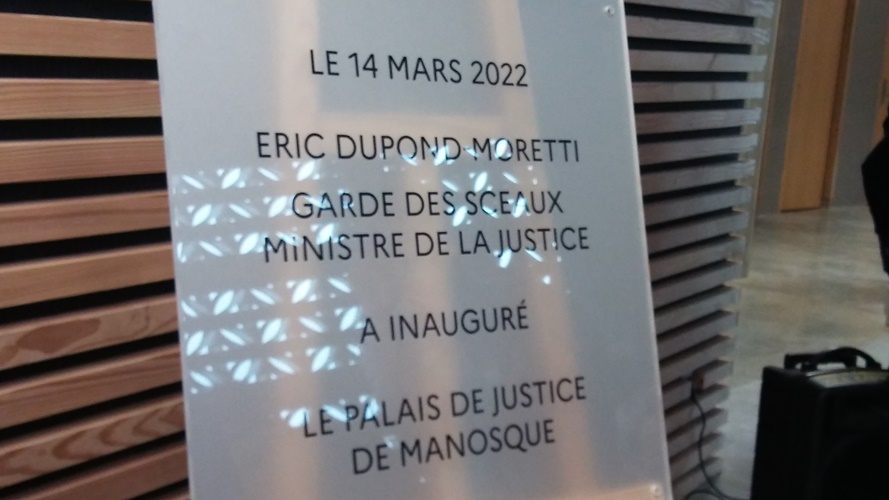 LE 14 MARS 2022
ERIC DUPOND-MORETTI
GARDE DES SCEAUX
MINISTRE DE LA JUSTICE
A INAUGURÉ
LE PALAIS DE JUSTICE
DE MANOSQUE